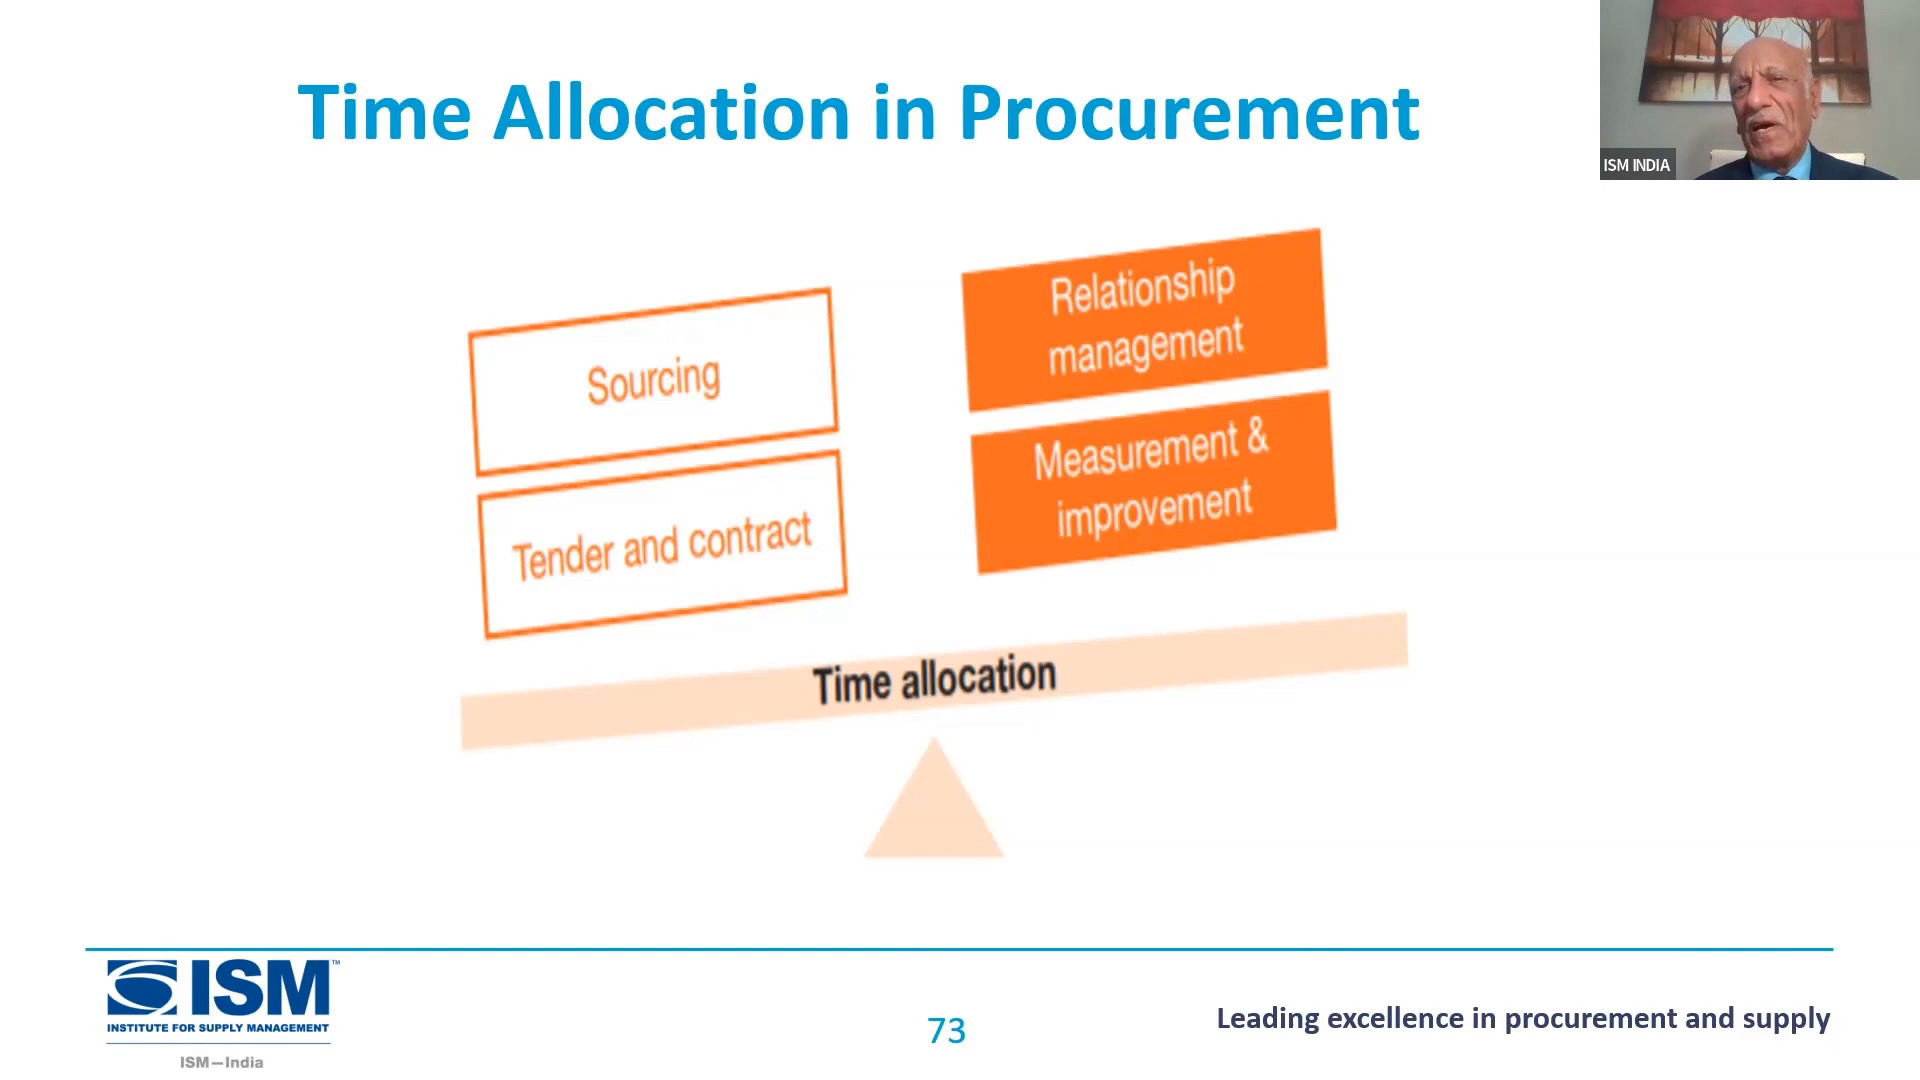 Time Allocation in Procurement
ISM INDIA
Sourcing
Tender and contract
Relationship
management
Measurement &
improvement
Time allocation
ISM™
INSTITUTE FOR SUPPLY MANAGEMENT
ISM—India
73
Leading excellence in procurement and supply